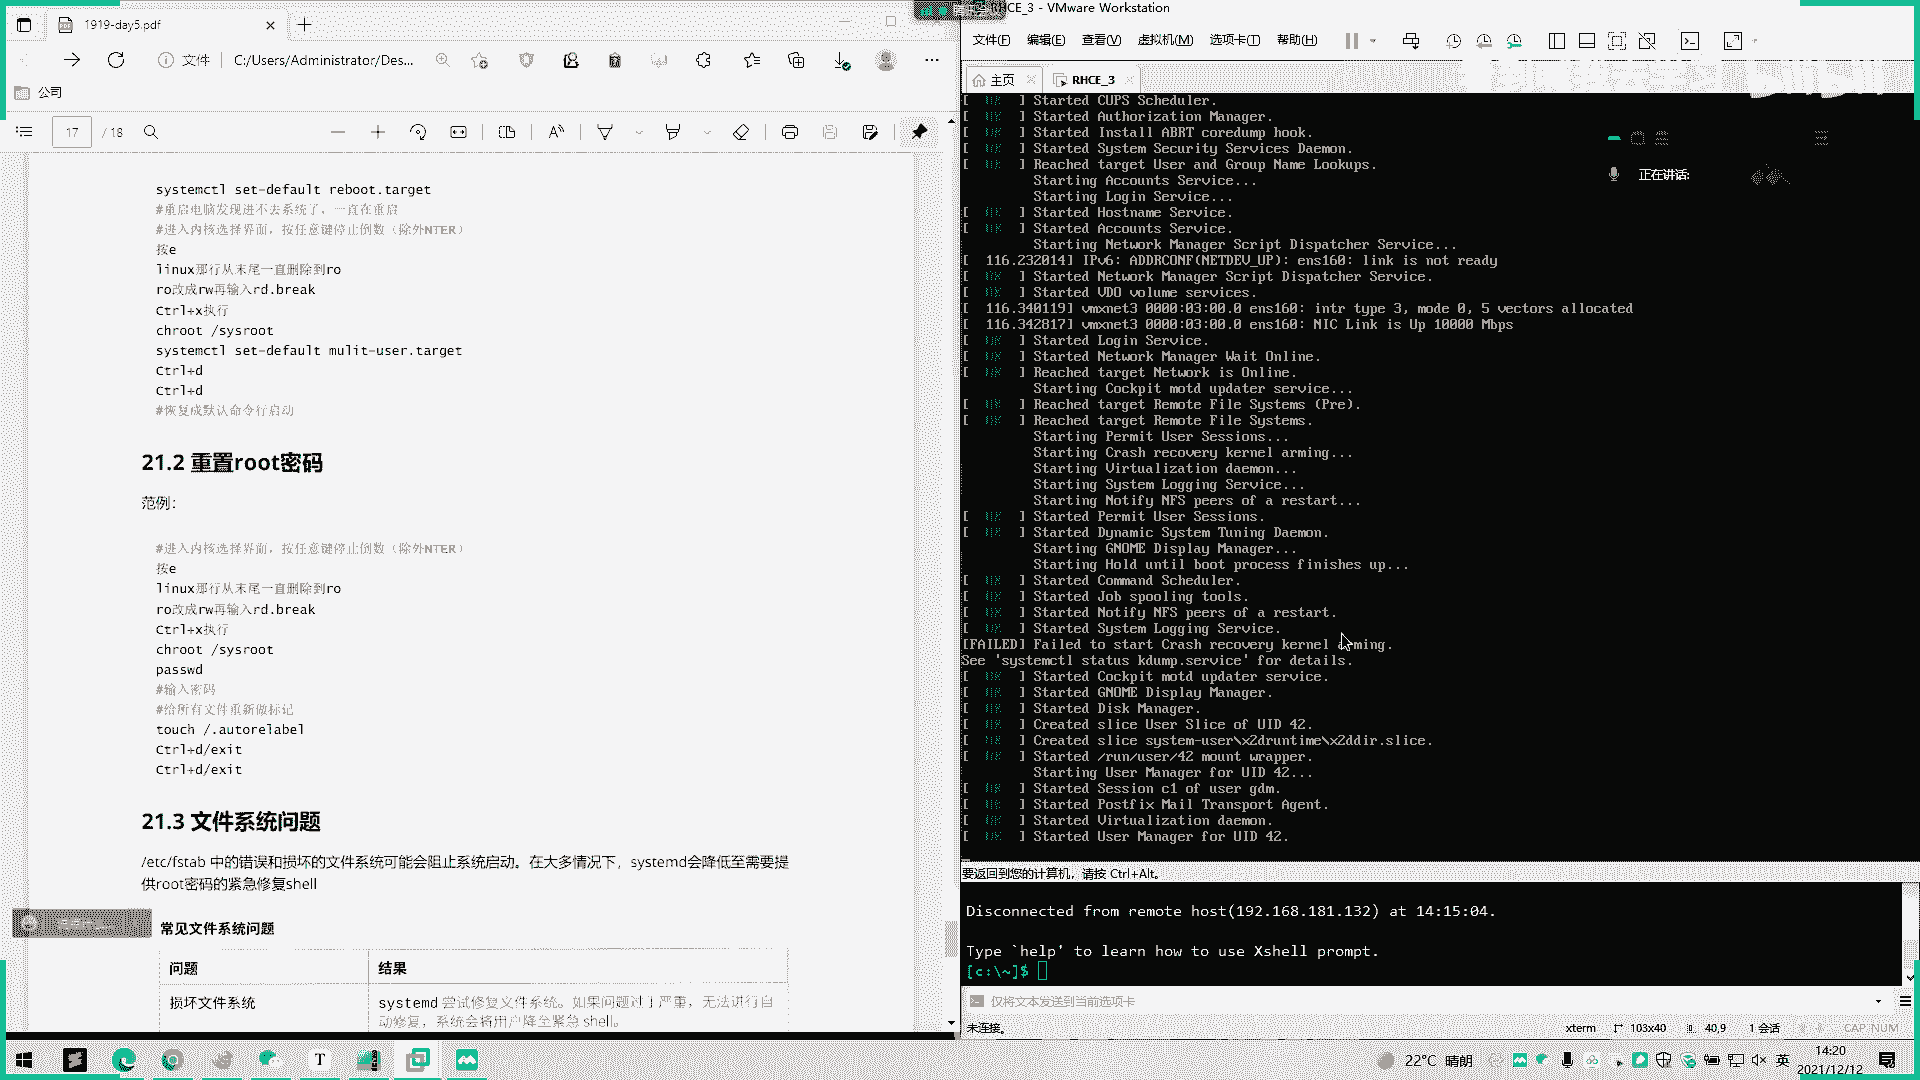 1919-day5.pdf
文件
C:/Users/Administrator/Des...
公司
17 / 18
systemctl set-default reboot.target
#重启电脑发现进不去系统了，一直在重启
#进入内核选择界面，按任意键停止倒数（除外NTER）
按e
linux那行从末尾一直删除到ro
ro改成rw再输入rd.break
Ctrl+x执行
chroot /sysroot
systemctl set-default mulit-user.target
Ctrl+d
Ctrl+d
#恢复成默认命令行启动
21.2 重置root密码
范例：
#进入内核选择界面，按任意键停止倒数（除外NTER）
按e
linux那行从末尾一直删除到ro
ro改成rw再输入rd.break
Ctrl+x执行
chroot /sysroot
passwd
#输入密码
#给所有文件重新做标记
touch /.autorelabel
Ctrl+d/exit
Ctrl+d/exit
21.3 文件系统问题
/etc/fstab 中的错误和损坏的文件系统可能会阻止系统启动。在大多情况下，systemd会降低至需要提
供root密码的紧急修复shell
常见文件系统问题
问题 结果
损坏文件系统 systemd 尝试修复文件系统。如果问题过于严重，无法进行自
动修复，系统会将用户降至紧急 shell。
RHCE_3 - VMware Workstation
文件(F) 编辑(E) 查看(V) 虚拟机(M) 选项卡(T) 帮助(H)
主页 RHCE_3
正在讲话:
[ OK ] Started CUPS Scheduler.
[ OK ] Started Authorization Manager.
[ OK ] Started Install ABRT coredump hook.
[ OK ] Started System Security Services Daemon.
[ OK ] Reached target User and Group Name Lookups.
Starting Accounts Service...
Starting Login Service...
[ OK ] Started Hostname Service.
[ OK ] Started Accounts Service.
Starting Network Manager Script Dispatcher Service...
[ 116.232014] IPv6: ADDRCONF(NETDEV_UP): ens160: link is not ready
[ OK ] Started Network Manager Script Dispatcher Service.
[ OK ] Started VDO volume services.
[ 116.340119] vmxnet3 0000:03:00.0 ens160: intr type 3, mode 0, 5 vectors allocated
[ 116.342817] vmxnet3 0000:03:00.0 ens160: NIC Link is Up 10000 Mbps
[ OK ] Started Login Service.
[ OK ] Started Network Manager Wait Online.
[ OK ] Reached target Network is Online.
Starting Cockpit motd updater service...
[ OK ] Reached target Remote File Systems (Pre).
[ OK ] Reached target Remote File Systems.
Starting Permit User Sessions...
Starting Crash recovery kernel arming...
Starting Virtualization daemon...
Starting System Logging Service...
Starting Notify NFS peers of a restart...
[ OK ] Started Permit User Sessions.
[ OK ] Started Dynamic System Tuning Daemon.
Starting GNOME Display Manager...
Starting Hold until boot process finishes up...
[ OK ] Started Command Scheduler.
[ OK ] Started Job spooling tools.
[ OK ] Started Notify NFS peers of a restart.
[ OK ] Started System Logging Service.
[FAILED] Failed to start Crash recovery kernel arming.
See 'systemctl status kdump.service' for details.
[ OK ] Started Cockpit motd updater service.
[ OK ] Started GNOME Display Manager.
[ OK ] Started Disk Manager.
[ OK ] Created slice User Slice of UID 42.
[ OK ] Created slice system-user\x2druntime\x2ddir.slice.
[ OK ] Started /run/user/42 mount wrapper.
Starting User Manager for UID 42...
[ OK ] Started Session c1 of user gdm.
[ OK ] Started Postfix Mail Transport Agent.
[ OK ] Started Virtualization daemon.
[ OK ] Started User Manager for UID 42.
要返回到您的计算机，请按 Ctrl+Alt。
Disconnected from remote host(192.168.181.132) at 14:15:04.
Type `help' to learn how to use Xshell prompt.
[c:\~]$
仅将文本发送到当前选项卡
未连接。 xterm 103x40 40,9 1 会话 CAP NUM
22°C 晴朗 英 14:20
2021/12/12